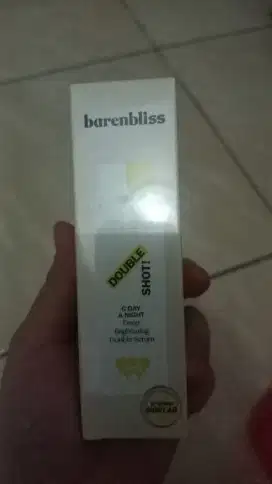 barenbliss
DOUBLE
SHOT!
C DAY
A NIGHT
Deep
Brightening
Double Serum